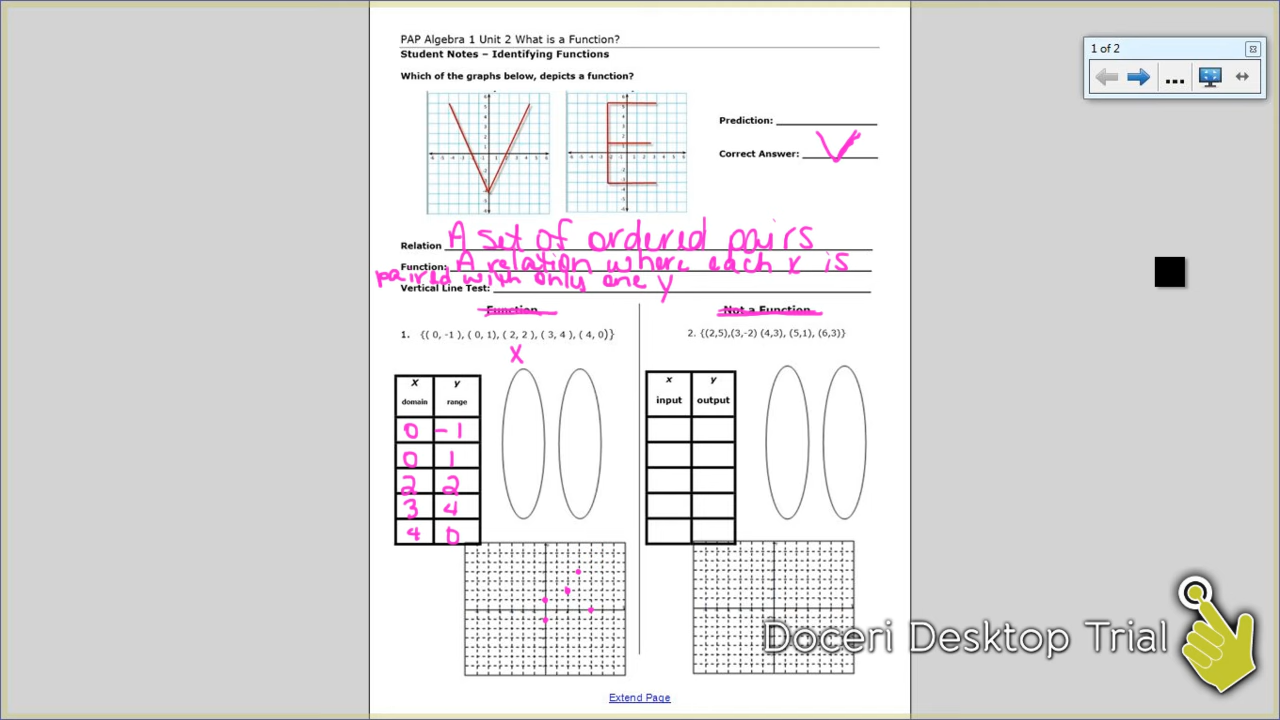 1 of 2
PAP Algebra 1 Unit 2 What is a Function?
Student Notes – Identifying Functions
Which of the graphs below, depicts a function?
Prediction:
Correct Answer: V
Relation A set of ordered pairs
Function: A relation where each x is
paired with only one y
Vertical Line Test:
Function
Not a Function
1. {( 0, -1 ), ( 0, 1), ( 2, 2 ), ( 3, 4 ), ( 4, 0)}
2. {(2,5),(3,-2) (4,3), (5,1), (6,3)}
X
X y
domain range
0 -1
0 1
2 2
3 4
4 0
x y
input output
Doceri Desktop Trial
Extend Page